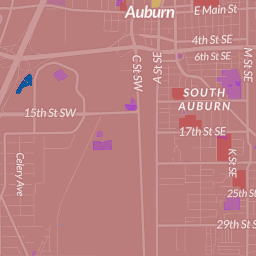 Auburn
E Main St
4th St SE
6th St SE
M St SE
C St SW
A St SE
SOUTH
AUBURN
15th St SW
17th St SE
Celery Ave
K St SE
25th St
29th St S